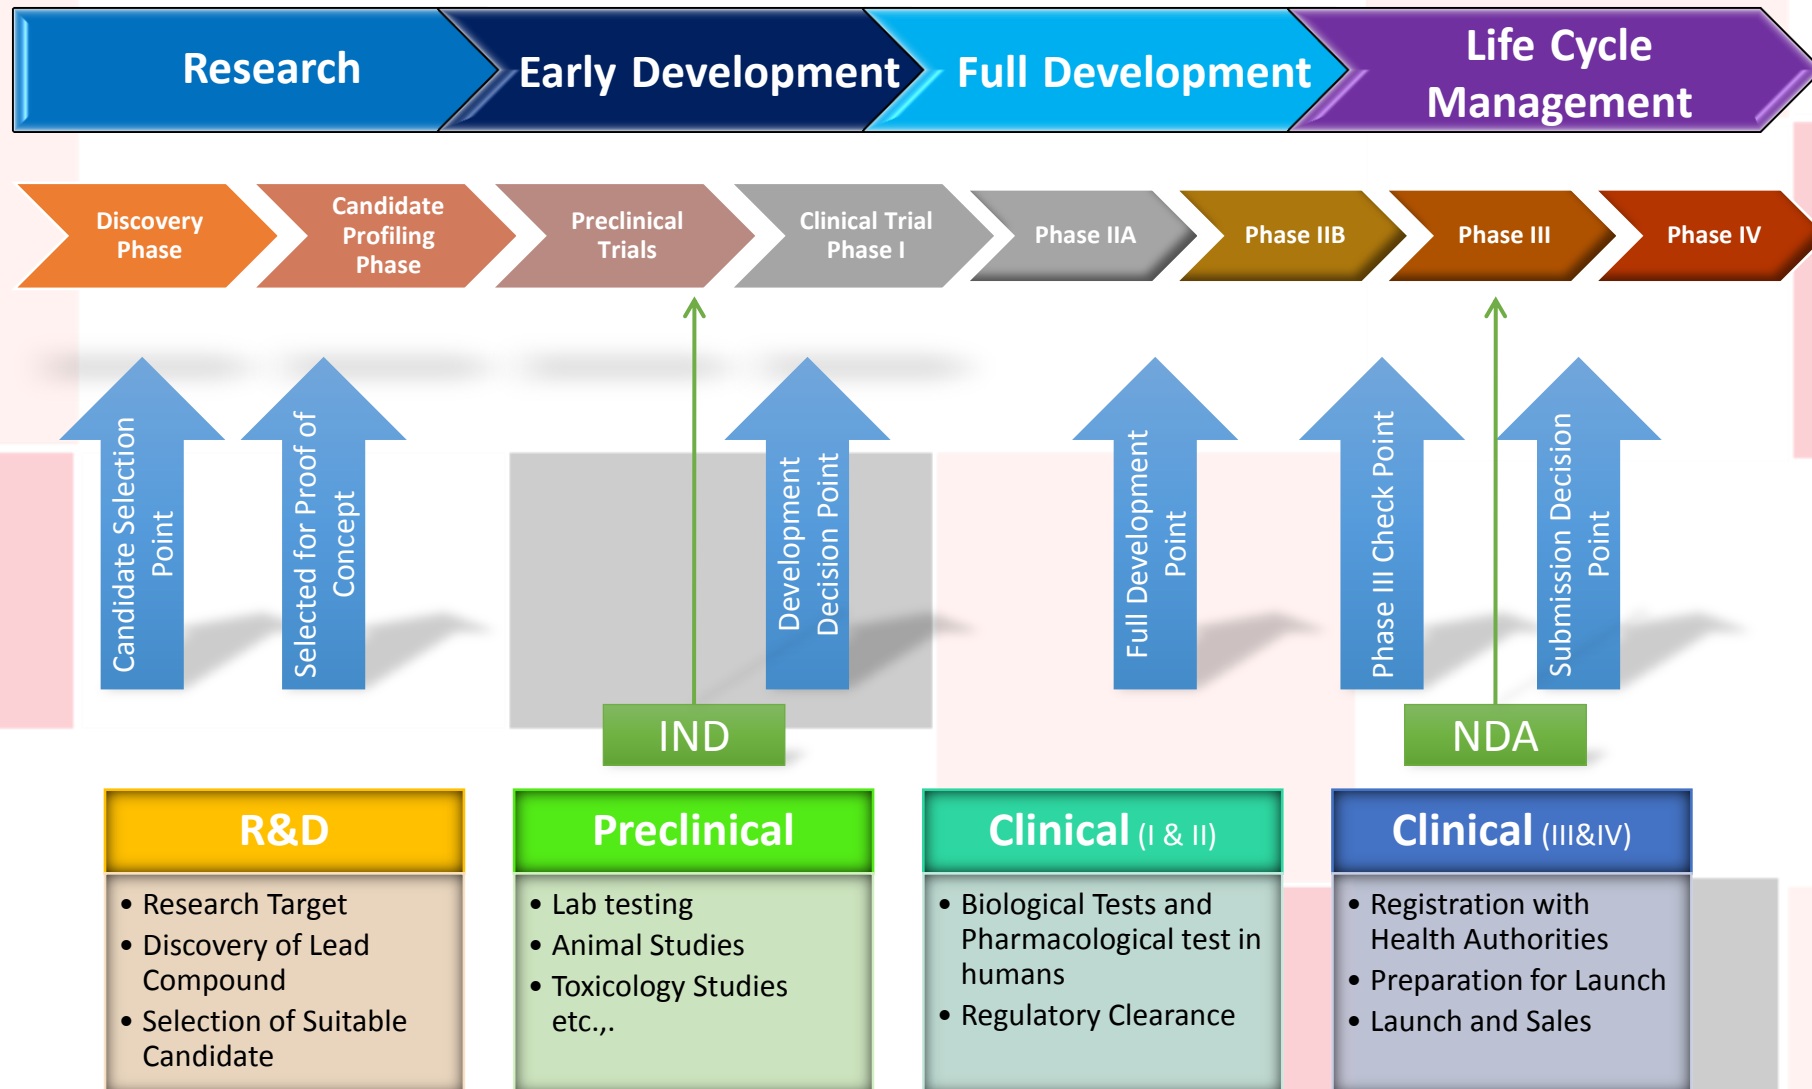 Research
Early Development
Full Development
Life Cycle
Management
Discovery
Phase
Candidate
Profiling
Phase
Preclinical
Trials
Clinical Trial
Phase I
Phase IIA
Phase IIB
Phase III
Phase IV
Candidate Selection
Point
Selected for Proof of
Concept
Development
Decision Point
Full Development
Point
Phase III Check Point
Submission Decision
Point
IND
NDA
R&D
• Research Target
• Discovery of Lead
Compound
• Selection of Suitable
Candidate
Preclinical
• Lab testing
• Animal Studies
• Toxicology Studies
etc.,.
Clinical (I & II)
• Biological Tests and
Pharmacological test in
humans
• Regulatory Clearance
Clinical (III&IV)
• Registration with
Health Authorities
• Preparation for Launch
• Launch and Sales